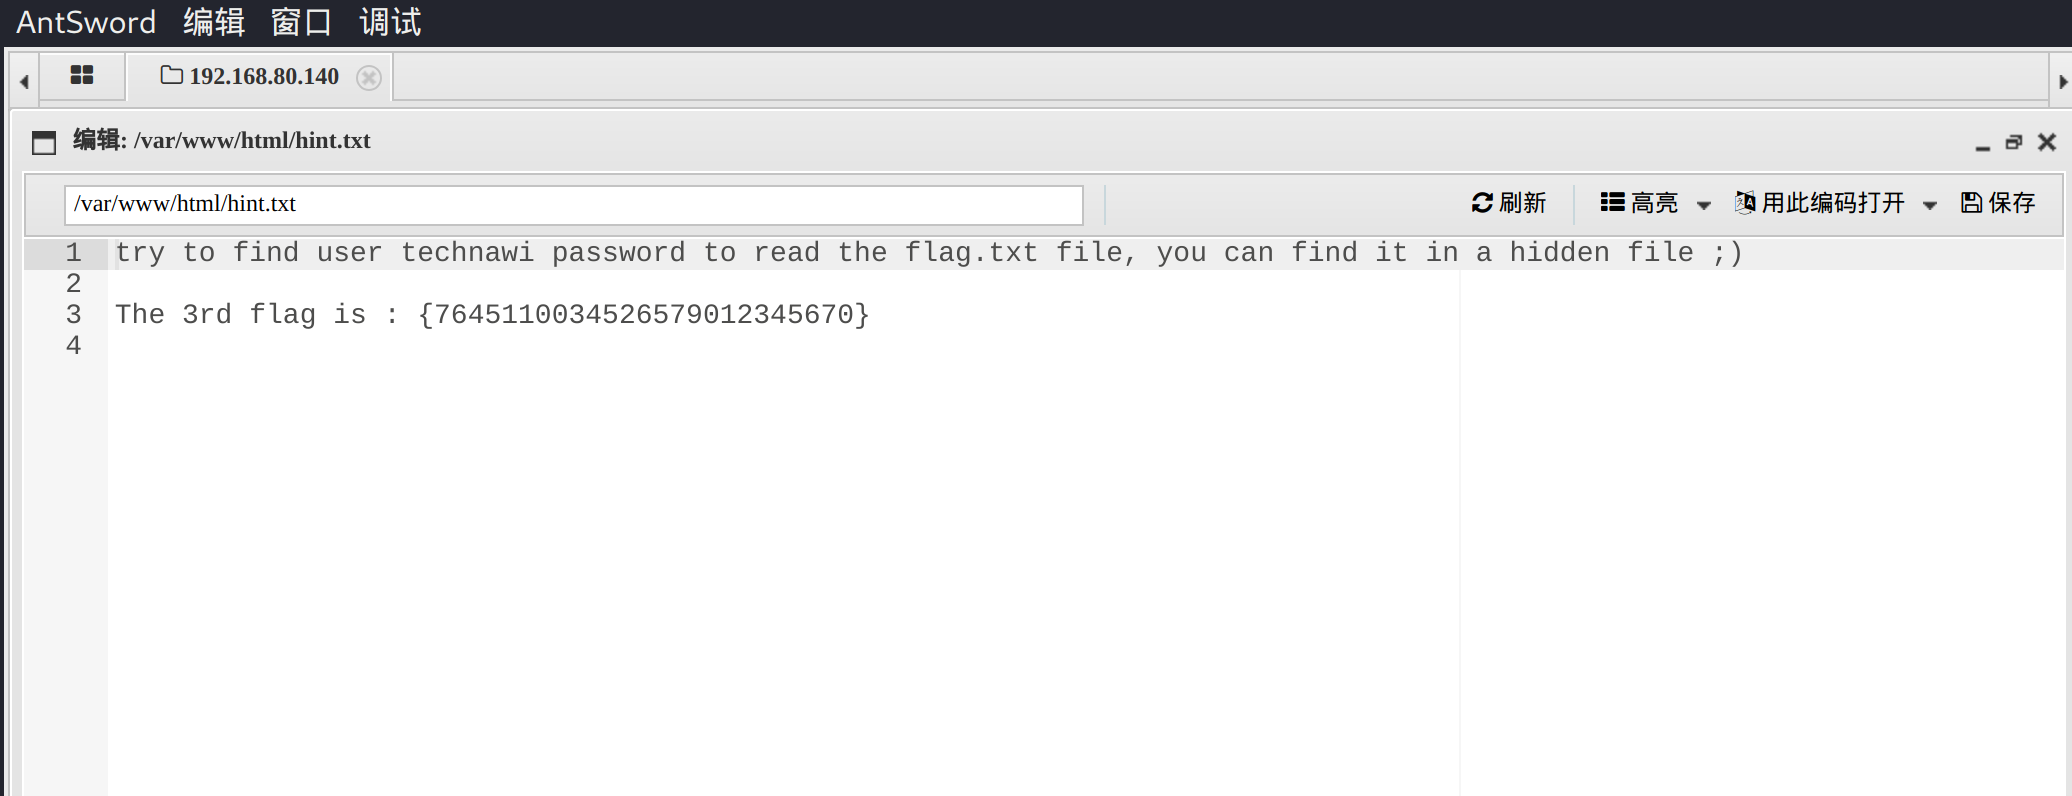 AntSword 编辑 窗口 调试
192.168.80.140
编辑: /var/www/html/hint.txt
/var/www/html/hint.txt 刷新 高亮 用此编码打开 保存
1 try to find user technawi password to read the flag.txt file, you can find it in a hidden file ;)
2
3 The 3rd flag is : {7645110034526579012345670}
4